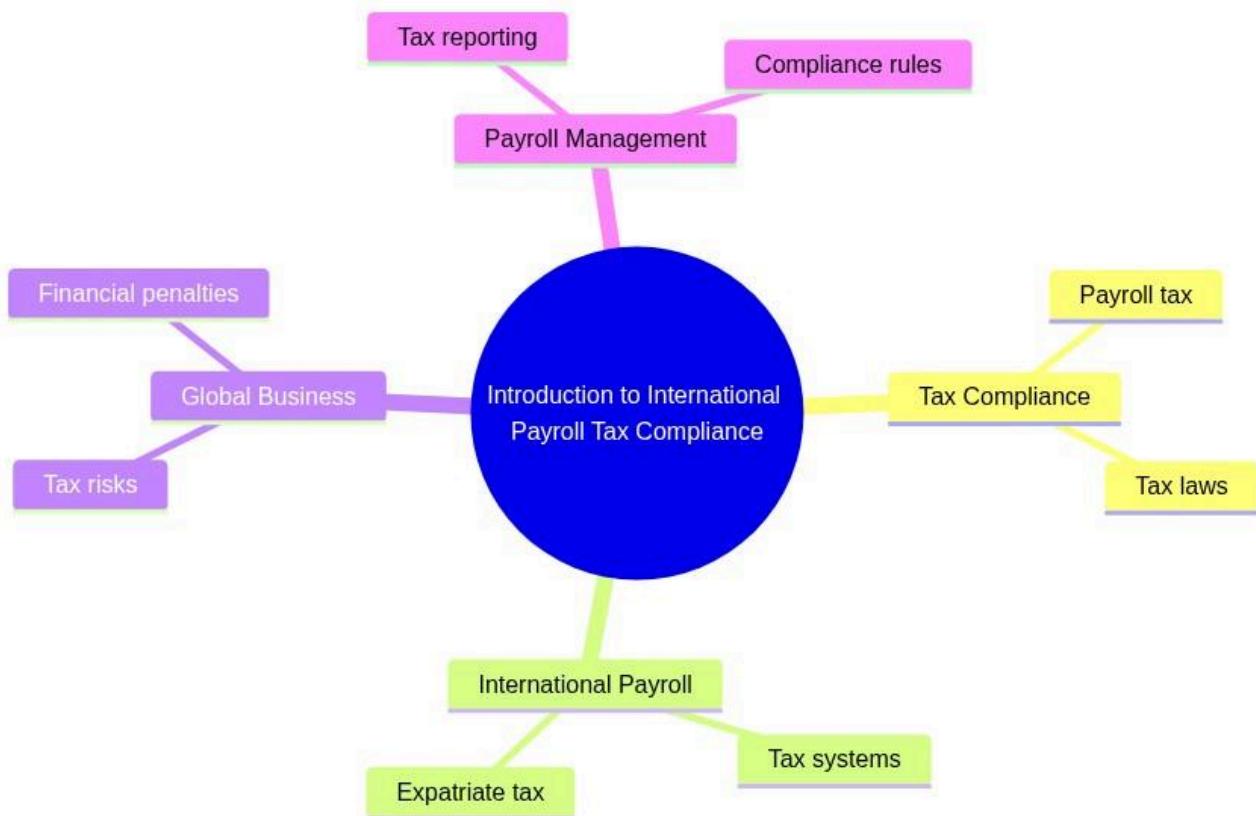 Tax reporting
Compliance rules
Payroll Management
Financial penalties
Payroll tax
Global Business
Introduction to International
Payroll Tax Compliance
Tax Compliance
Tax risks
Tax laws
International Payroll
Tax systems
Expatriate tax